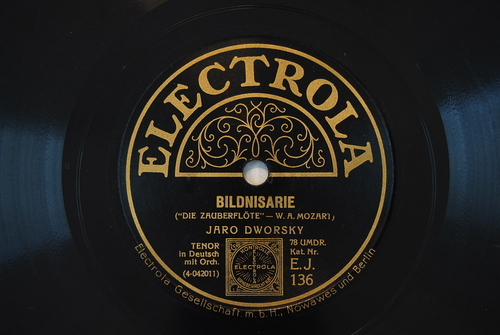 ELECTROLA
BILDNISARIE
("DIE ZAUBERFLÖTE" — W. A. MOZART)
JARO DWORSKY
TENOR
in Deutsch
mit Orch.
(4-042011)
ELECTROLA
78 UMDR.
Kat. Nr.
E.J.
136
Electrola Gesellschaft m. b. H., Nowawes und Berlin